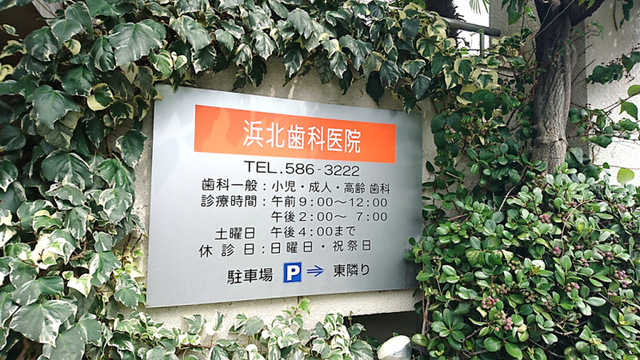 浜北歯科医院
TEL.586-3222
歯科一般：小児・成人・高齢 歯科
診療時間：午前9:00～12:00
午後2:00～ 7:00
土曜日 午後4:00まで
休診日：日曜日・祝祭日
駐車場 P ⇒ 東隣り